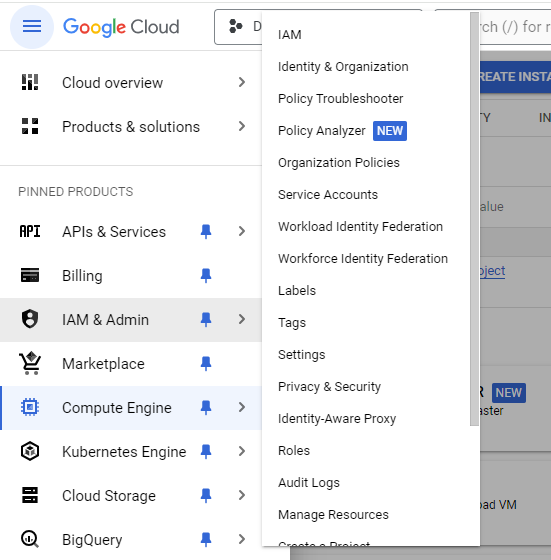 Google Cloud
D
rch (/) for r
Cloud overview
Products & solutions
PINNED PRODUCTS
API APIs & Services
Billing
IAM & Admin
Marketplace
Compute Engine
Kubernetes Engine
Cloud Storage
BigQuery
IAM
Identity & Organization
Policy Troubleshooter
Policy Analyzer NEW
Organization Policies
Service Accounts
Workload Identity Federation
Workforce Identity Federation
Labels
Tags
Settings
Privacy & Security
Identity-Aware Proxy
Roles
Audit Logs
Manage Resources
Create a Project
REATE INSTA
TY IN
alue
oject
R NEW
aster
oad VM